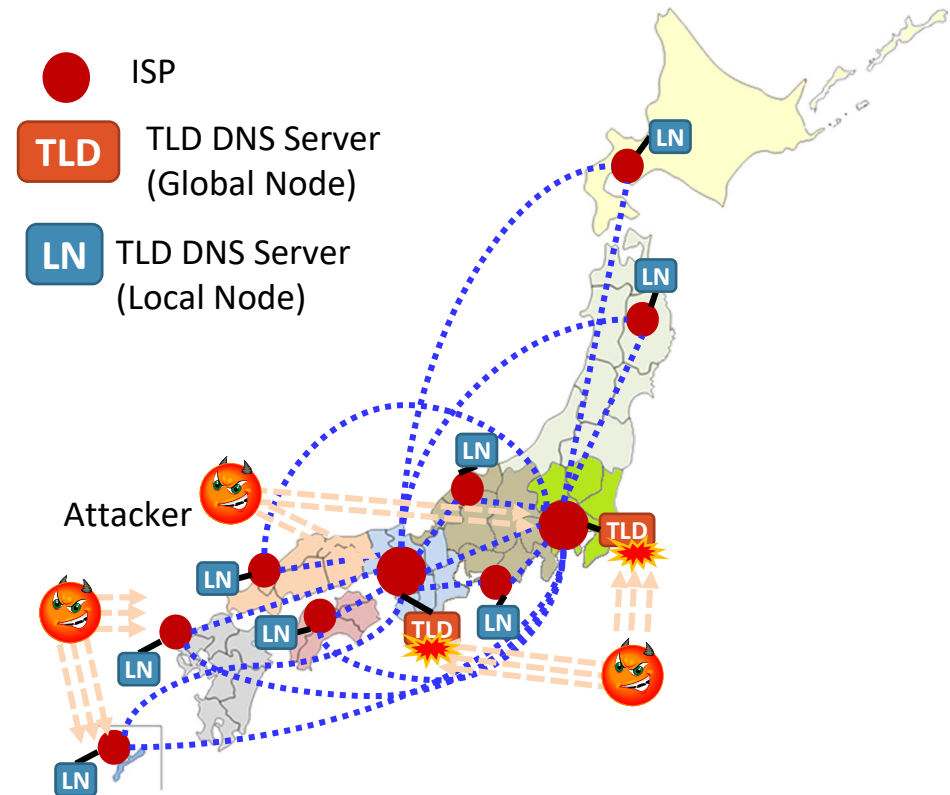 ISP
TLD
TLD DNS Server
(Global Node)
LN
TLD DNS Server
(Local Node)
LN
LN
LN
Attacker
TLD
LN
LN
LN
TLD
LN
LN